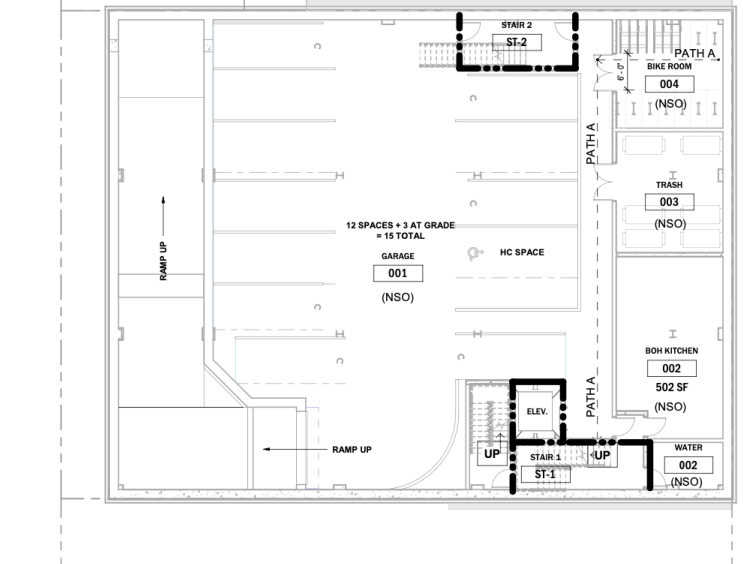 STAIR 2
ST-2
PATH A
BIKE ROOM
6' - 0"
004
(NSO)
PATH A
TRASH
003
(NSO)
12 SPACES + 3 AT GRADE
= 15 TOTAL
GARAGE
001
(NSO)
HC SPACE
RAMP UP
BOH KITCHEN
002
502 SF
(NSO)
PATH A
ELEV.
RAMP UP
UP
STAIR 1
ST-1
UP
WATER
002
(NSO)
C
C
C
C
C
C
C